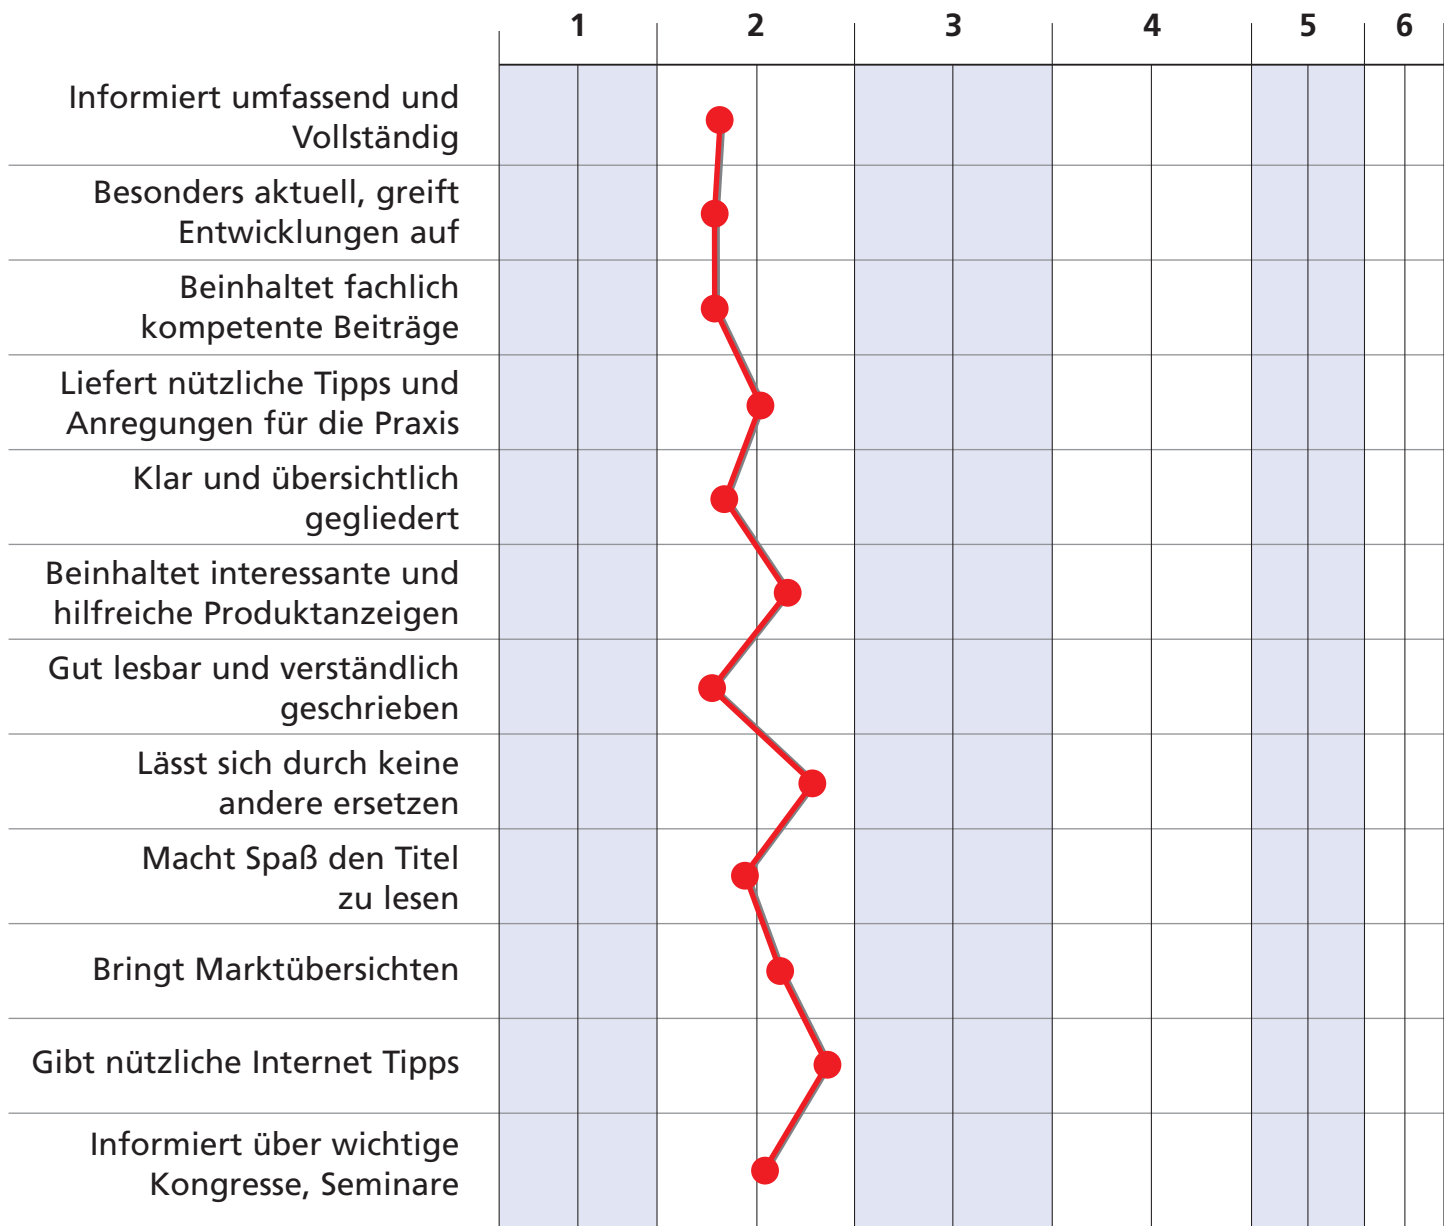 1 2 3 4 5 6
Informiert umfassend und
Vollständig
Besonders aktuell, greift
Entwicklungen auf
Beinhaltet fachlich
kompetente Beiträge
Liefert nützliche Tipps und
Anregungen für die Praxis
Klar und übersichtlich
gegliedert
Beinhaltet interessante und
hilfreiche Produktanzeigen
Gut lesbar und verständlich
geschrieben
Lässt sich durch keine
andere ersetzen
Macht Spaß den Titel
zu lesen
Bringt Marktübersichten
Gibt nützliche Internet Tipps
Informiert über wichtige
Kongresse, Seminare